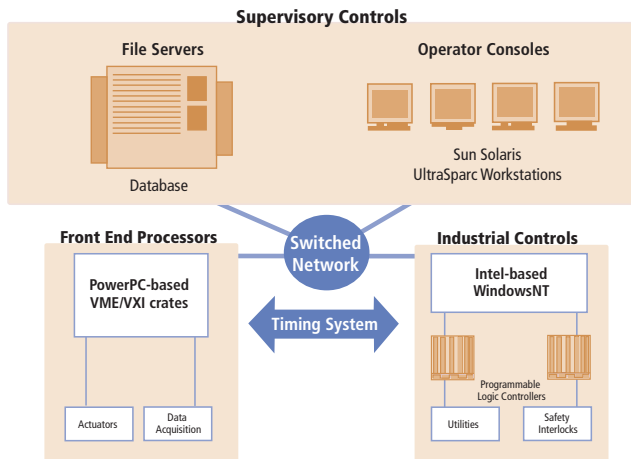 Supervisory Controls
File Servers
Operator Consoles
Database
Sun Solaris
UltraSparc Workstations
Switched
Network
Front End Processors
Industrial Controls
PowerPC-based
VME/VXI crates
Intel-based
WindowsNT
Timing System
Programmable
Logic Controllers
Actuators
Data
Acquisition
Utilities
Safety
Interlocks